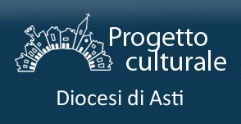 Progetto
culturale
Diocesi di Asti